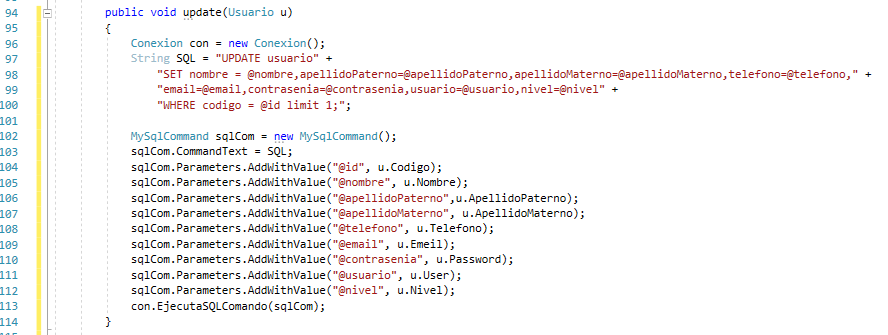 94 public void update(Usuario u)
95 {
96 Conexion con = new Conexion();
97 String SQL = "UPDATE usuario" +
98 "SET nombre = @nombre,apellidoPaterno=@apellidoPaterno,apellidoMaterno=@apellidoMaterno,telefono=@telefono," +
99 "email=@email,contrasenia=@contrasenia,usuario=@usuario,nivel=@nivel" +
100 "WHERE codigo = @id limit 1;";
101
102 MySqlCommand sqlCom = new MySqlCommand();
103 sqlCom.CommandText = SQL;
104 sqlCom.Parameters.AddWithValue("@id", u.Codigo);
105 sqlCom.Parameters.AddWithValue("@nombre", u.Nombre);
106 sqlCom.Parameters.AddWithValue("@apellidoPaterno",u.ApellidoPaterno);
107 sqlCom.Parameters.AddWithValue("@apellidoMaterno", u.ApellidoMaterno);
108 sqlCom.Parameters.AddWithValue("@telefono", u.Telefono);
109 sqlCom.Parameters.AddWithValue("@email", u.Emeil);
110 sqlCom.Parameters.AddWithValue("@contrasenia", u.Password);
111 sqlCom.Parameters.AddWithValue("@usuario", u.User);
112 sqlCom.Parameters.AddWithValue("@nivel", u.Nivel);
113 con.EjecutaSQLComando(sqlCom);
114 }